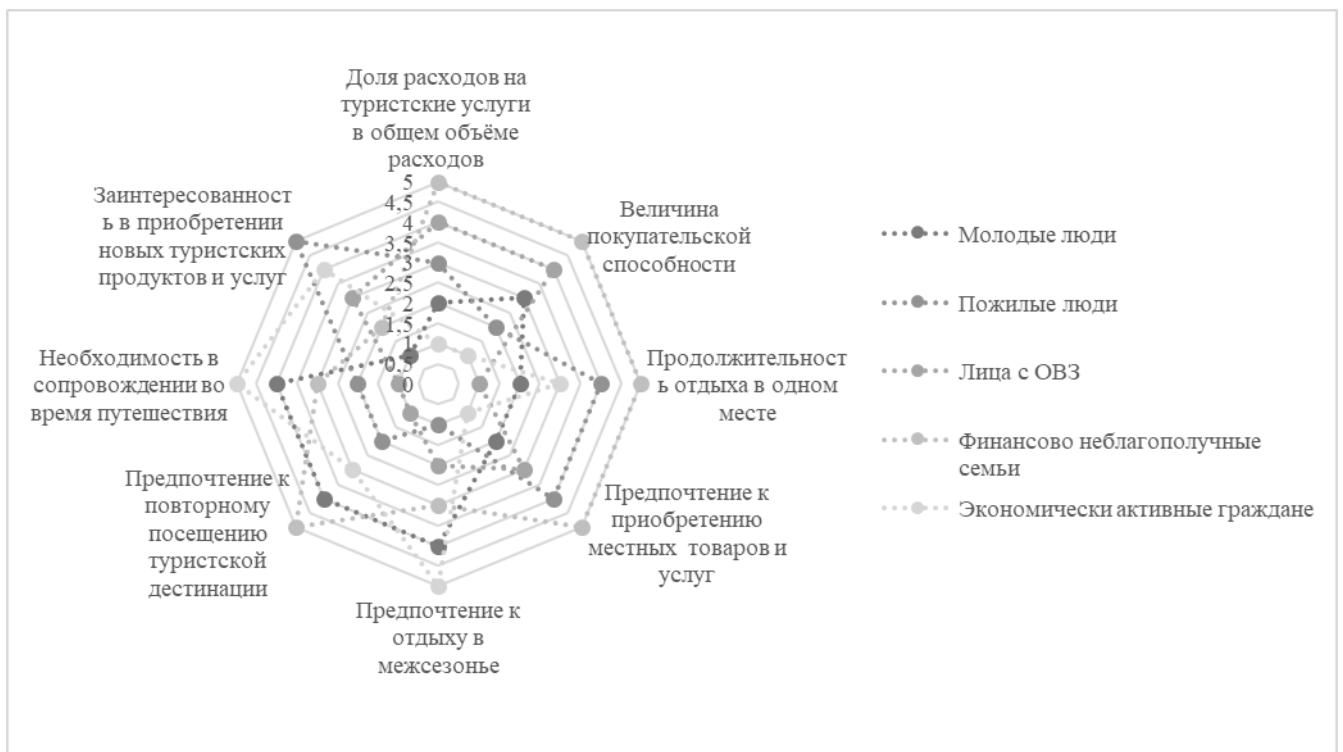 Доля расходов на
туристские услуги
в общем объёме
расходов
Величина
покупательской
способности
Продолжительност
ь отдыха в одном
месте
Предпочтение к
приобретению
местных товаров и
услуг
Предпочтение к
отдыху в
межсезонье
Предпочтение к
повторному
посещению
туристской
дестинации
Необходимость в
сопровождении во
время путешествия
Заинтересованност
ь в приобретении
новых туристских
продуктов и услуг
5
4,5
4
3,5
3
2,5
2
1,5
1
0,5
0
Молодые люди
Пожилые люди
Лица с ОВЗ
Финансово неблагополучные
семьи
Экономически активные граждане